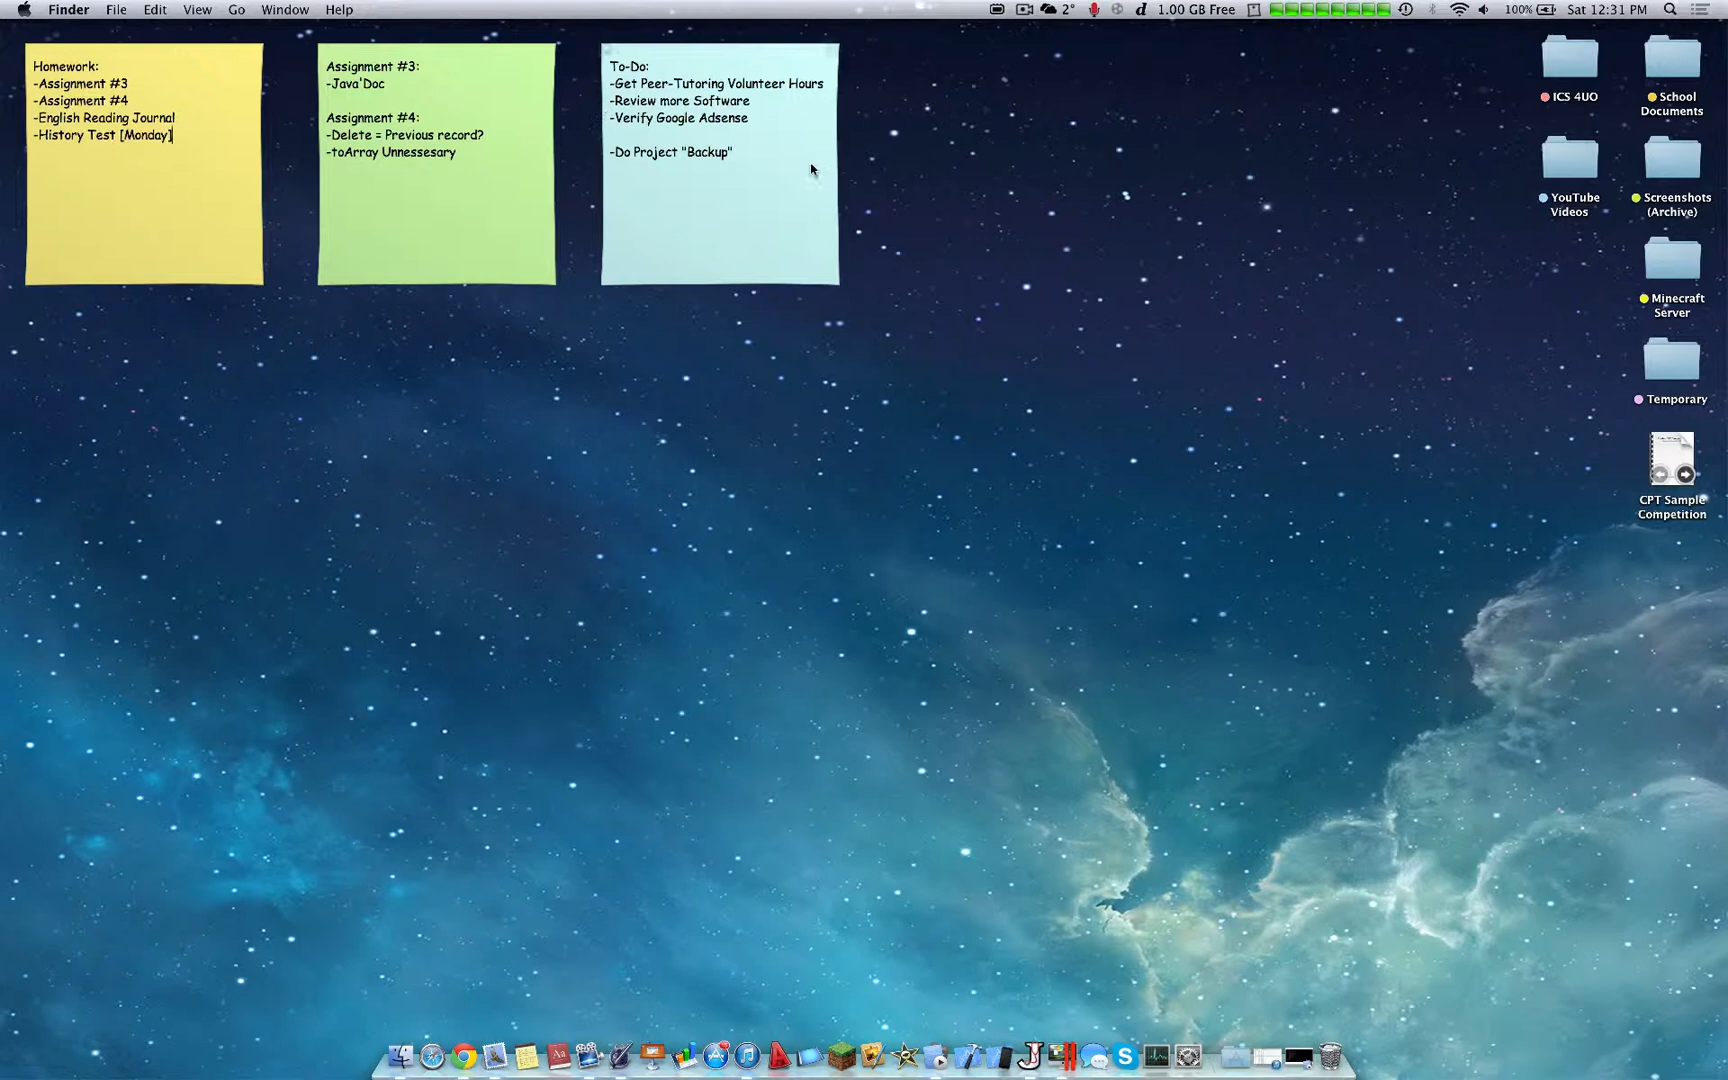 Finder File Edit View Go Window Help
2° d 1.00 GB Free 100% Sat 12:31 PM
Homework:
-Assignment #3
-Assignment #4
-English Reading Journal
-History Test [Monday]
Assignment #3:
-Java'Doc
Assignment #4:
-Delete = Previous record?
-toArray Unnessesary
To-Do:
-Get Peer-Tutoring Volunteer Hours
-Review more Software
-Verify Google Adsense
-Do Project "Backup"
ICS 4UO
School
Documents
YouTube
Videos
Screenshots
(Archive)
Minecraft
Server
Temporary
CPT Sample
Competition